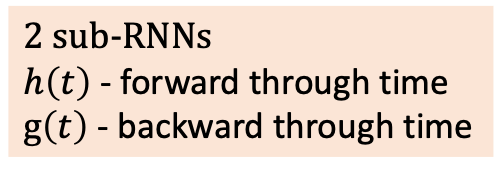 2 sub-RNNs
h(t) - forward through time
g(t) - backward through time